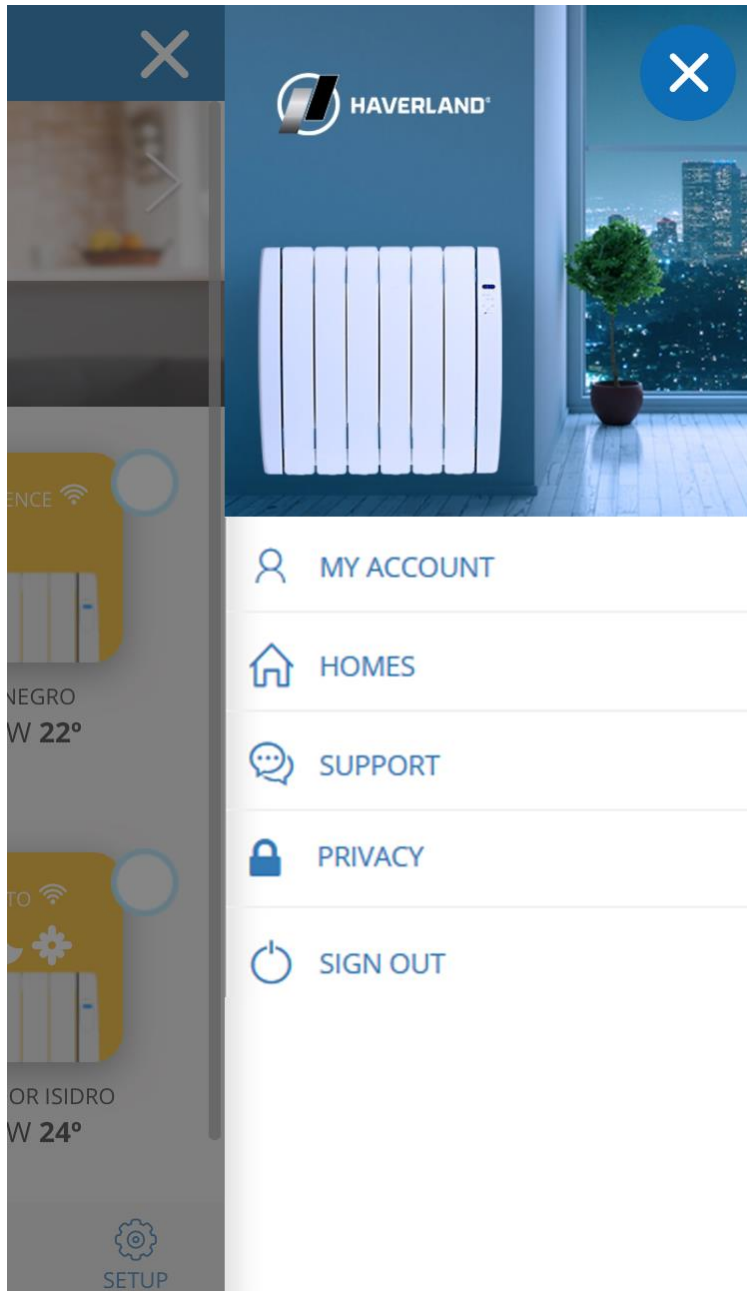 HAVERLAND
MY ACCOUNT
HOMES
SUPPORT
PRIVACY
SIGN OUT
ENCE
NEGRO
W 22º
TO
OR ISIDRO
W 24º
SETUP